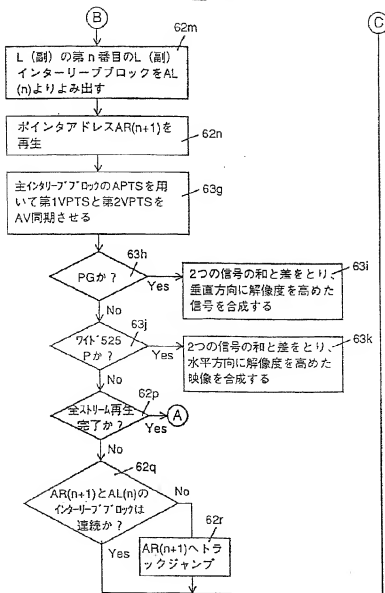 B
C
62m
L（副）の第n番目のL（副）
インターリーブブロックをAL
(n)よりよみ出す
62n
ポインタアドレスAR(n+1)を
再生
63g
主インタリーブブロックのAPTSを用
いて第1VPTSと第2VPTSを
AV同期させる
63h
PGか？
Yes
63i
2つの信号の和と差をとり、
垂直方向に解像度を高めた
信号を合成する
No
63j
ワイド525
Pか？
Yes
63k
2つの信号の和と差をとり、
水平方向に解像度を高めた
映像を合成する
No
62p
全ストリーム再生
完了か？
Yes
A
No
62q
AR(n+1)とAL(n)の
インターリーブブロックは
連続か？
No
Yes
62r
AR(n+1)へトラ
ックジャンプ